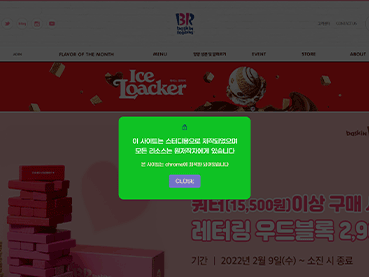 BR
baskin robbins
HOME
FLAVOR OF THE MONTH
MENU
EVENT
STORE
ABOUT
Ice
Loacker
이 사이트는 스터디용으로 제작되었으며
모든 리소스는 원저작자에게 있습니다
본 사이트는 chrome에 최적화 되어있습니다
CLOSE
쿼터(15,500원)이상 구매 시
레터링 우드블록 2,9
기간 ㅣ 2022년 2월 9일(수) ~ 소진 시 종료